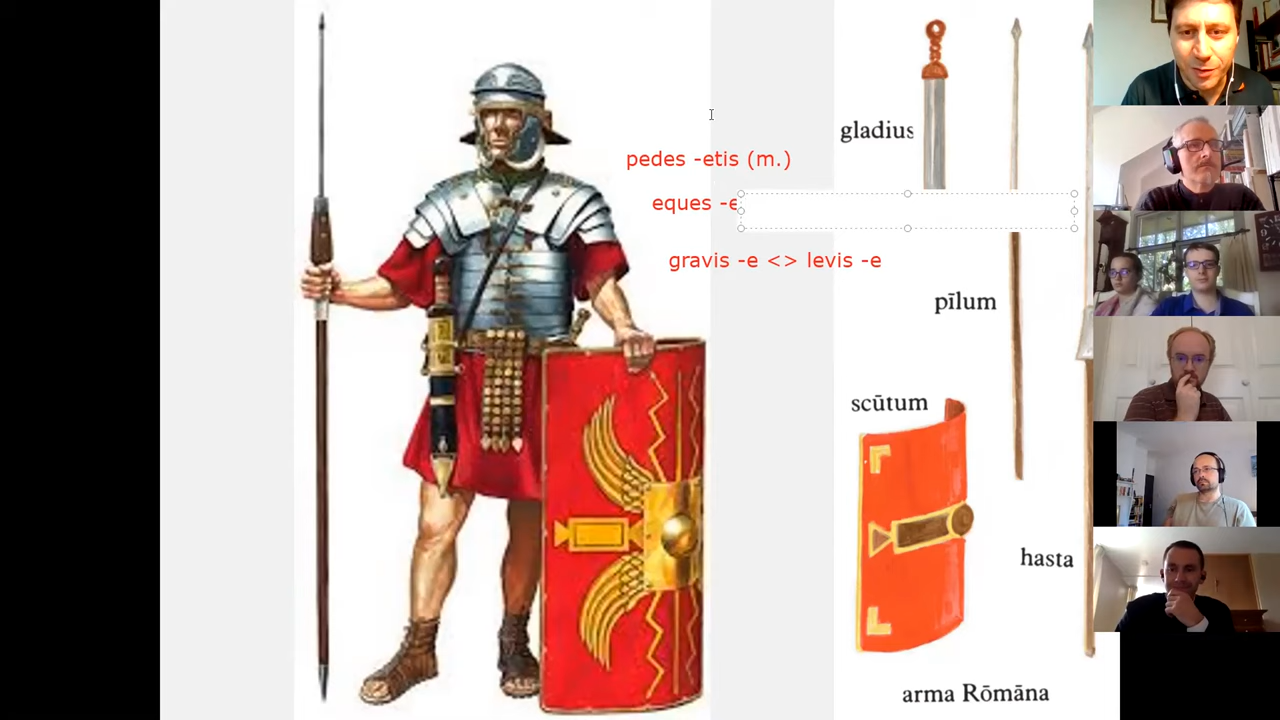 gladius
pedes -etis (m.)
eques -e
gravis -e <> levis -e
pīlum
scūtum
hasta
arma Rōmāna